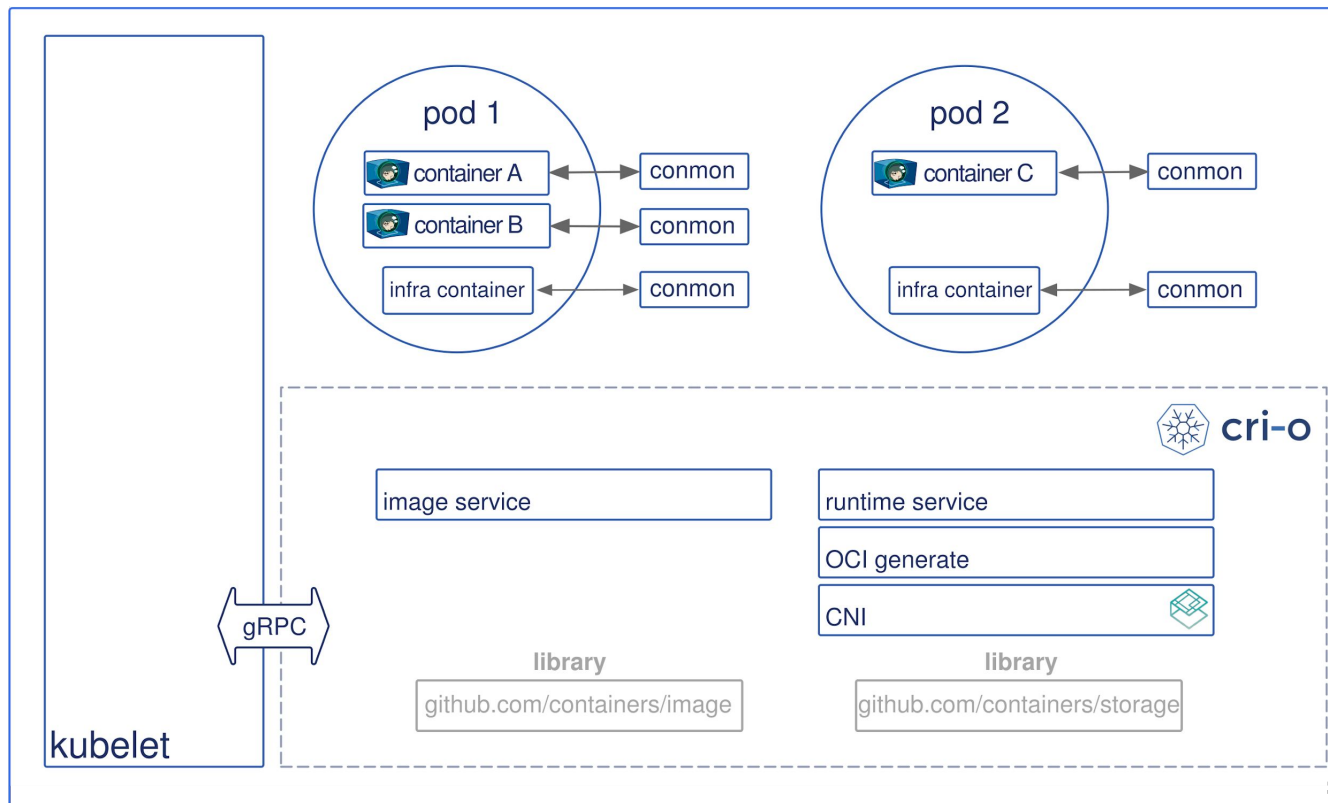 pod 1
container A
conmon
container B
conmon
infra container
conmon
pod 2
container C
conmon
infra container
conmon
cri-o
image service
runtime service
OCI generate
CNI
gRPC
library
github.com/containers/image
library
github.com/containers/storage
kubelet